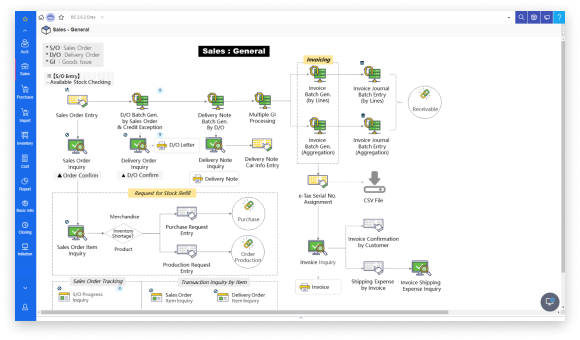 ISC 2.0.2 Entry
Sales - General
* S/O : Sales Order
* D/O : Delivery Order
* GI : Goods Issue
Sales : General
Invoicing
※【S/O Entry】
-Available Stock Checking
Sales Order Entry
D/O Batch Gen.
by Sales Order
& Credit Exception
Delivery Note
Batch Gen.
By D/O
Multiple GI
Processing
Invoice
Batch Gen.
(by Lines)
Invoice Journal
Batch Entry
(by Lines)
Receivable
D/O Letter
Sales Order
Inquiry
▲Order Confirm
Delivery Order
Inquiry
▲D/O Confirm
Delivery Note
Inquiry
Delivery Note
Car Info Entry
Delivery Note
Invoice
Batch Gen.
(Aggregation)
Invoice Journal
Batch Entry
(Aggregation)
e-Tax Serial No.
Assignment
CSV File
Request for Stock Refill
Merchandise
Inventory
Shortage?
Product
Sales Order Item
Inquiry
Purchase Request
Entry
Purchase
Production Request
Entry
Order
Production
Invoice Inquiry
Invoice Confirmation
by Customer
Shipping Expense
by Invoice
Invoice Shipping
Expense Inquiry
Invoice
Sales Order Tracking
S/O Progress
Inquiry
Transaction Inquiry by Item
Sales Order
Item Inquiry
Delivery Order
Item Inquiry
Sales
Purchase
Import
Inventory
Cost
Report
Basic Info
Closing
Initiation